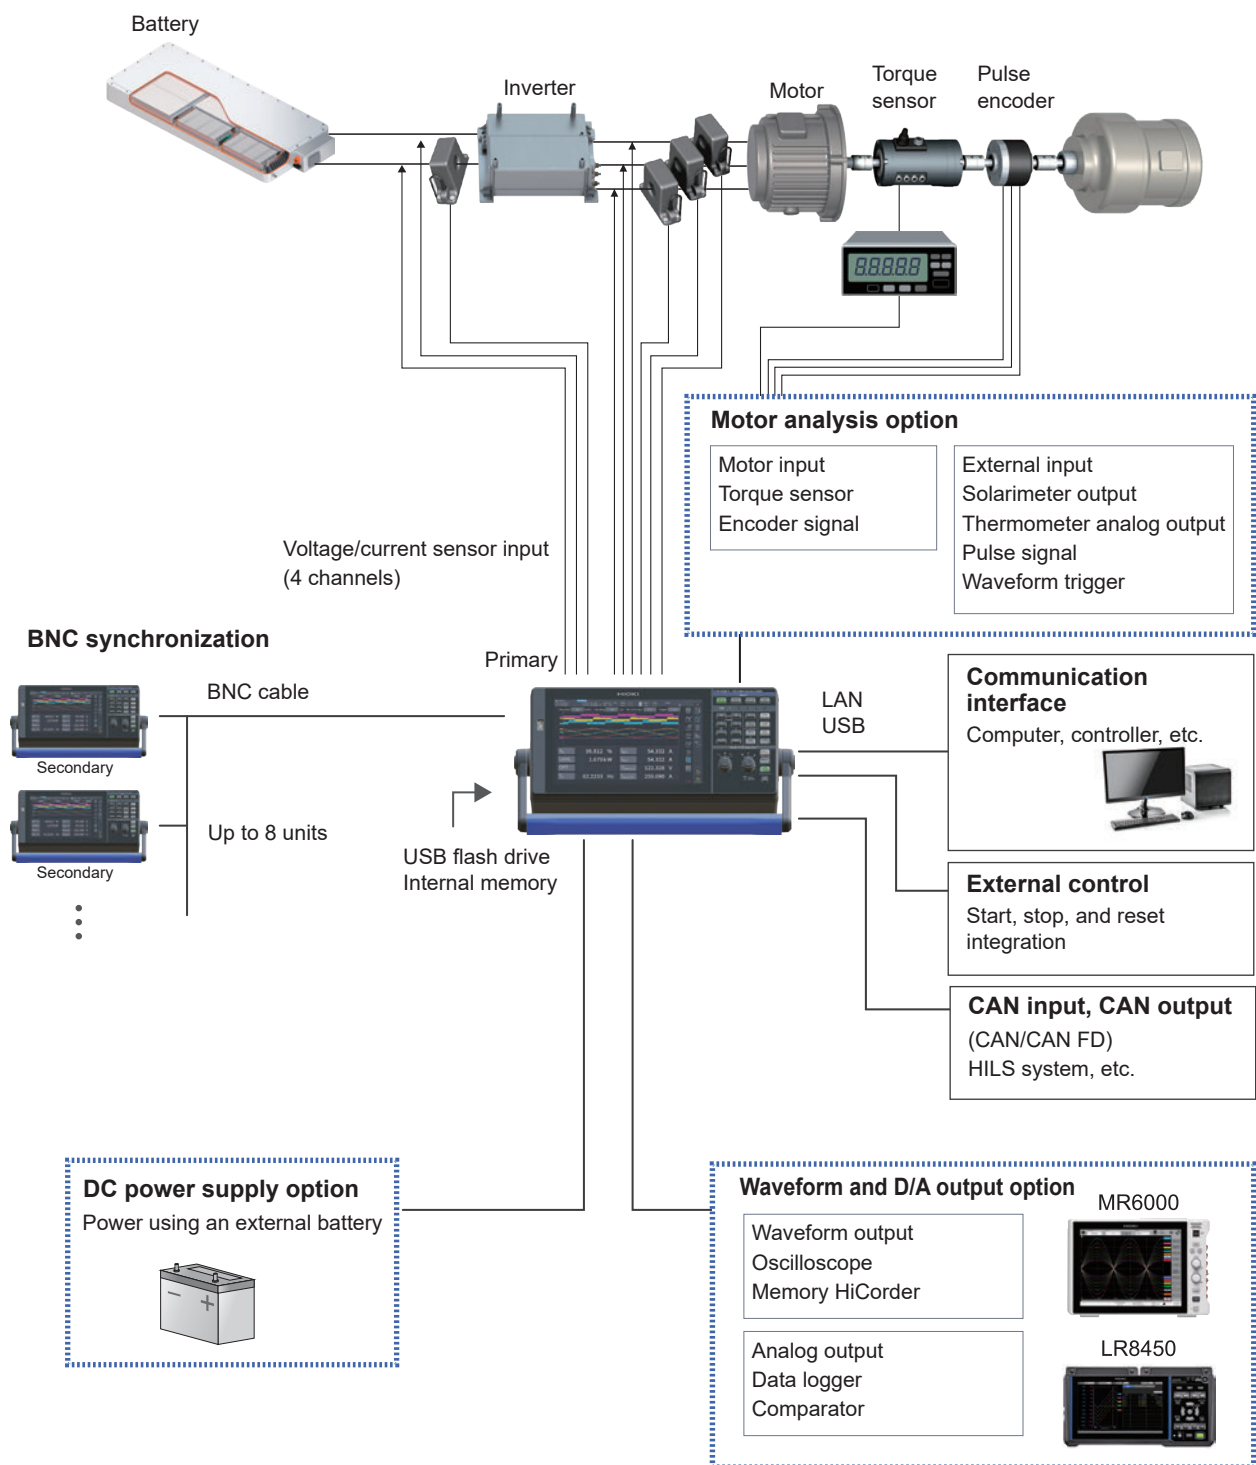 Battery
Inverter
Motor
Torque
sensor
Pulse
encoder
Motor analysis option
Motor input
Torque sensor
Encoder signal
External input
Solarimeter output
Thermometer analog output
Pulse signal
Waveform trigger
Voltage/current sensor input
(4 channels)
BNC synchronization
Primary
BNC cable
Secondary
Up to 8 units
Secondary
HIOKI
USB flash drive
Internal memory
LAN
USB
Communication
interface
Computer, controller, etc.
External control
Start, stop, and reset
integration
CAN input, CAN output
(CAN/CAN FD)
HILS system, etc.
DC power supply option
Power using an external battery
− +
Waveform and D/A output option
Waveform output
Oscilloscope
Memory HiCorder
MR6000
Analog output
Data logger
Comparator
LR8450